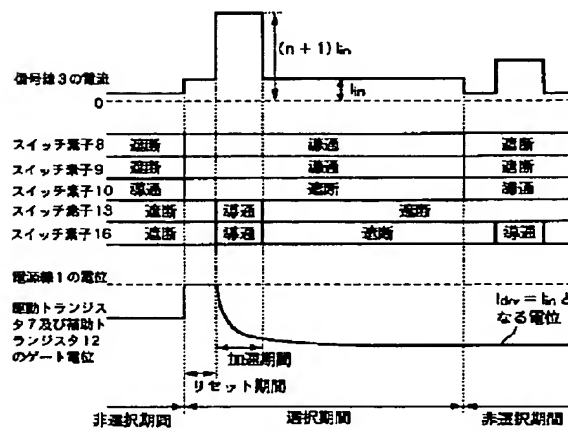 (n + 1) Iin
信号線3の電流
Iin
0
スイッチ素子8 遮断 導通 遮断
スイッチ素子9 遮断 導通 遮断
スイッチ素子10 導通 遮断 導通
スイッチ素子13 遮断 導通 遮断
スイッチ素子16 遮断 導通 遮断 導通
電源線1の電位
駆動トランジス
タ7及び補助ト
ランジスタ12
のゲート電位
Idrv = Iin と
なる電位
加速期間
リセット期間
非選択期間 選択期間 非選択期間